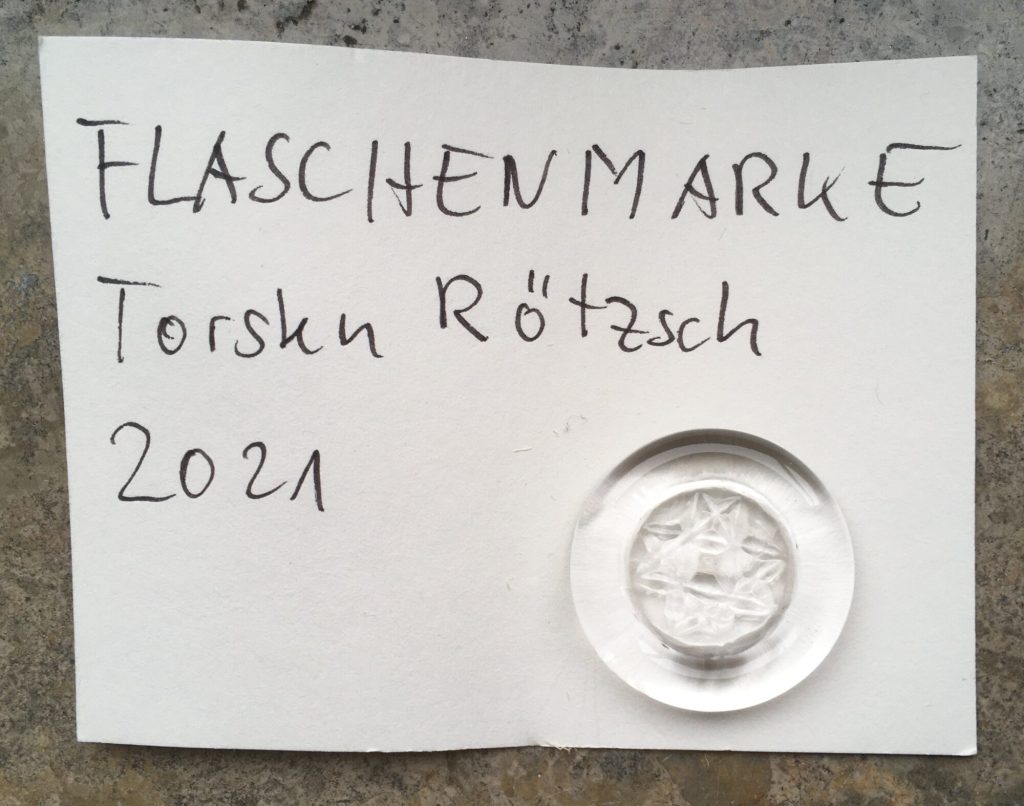 FLASCHENMARKE
Torsten Rötzsch
2021